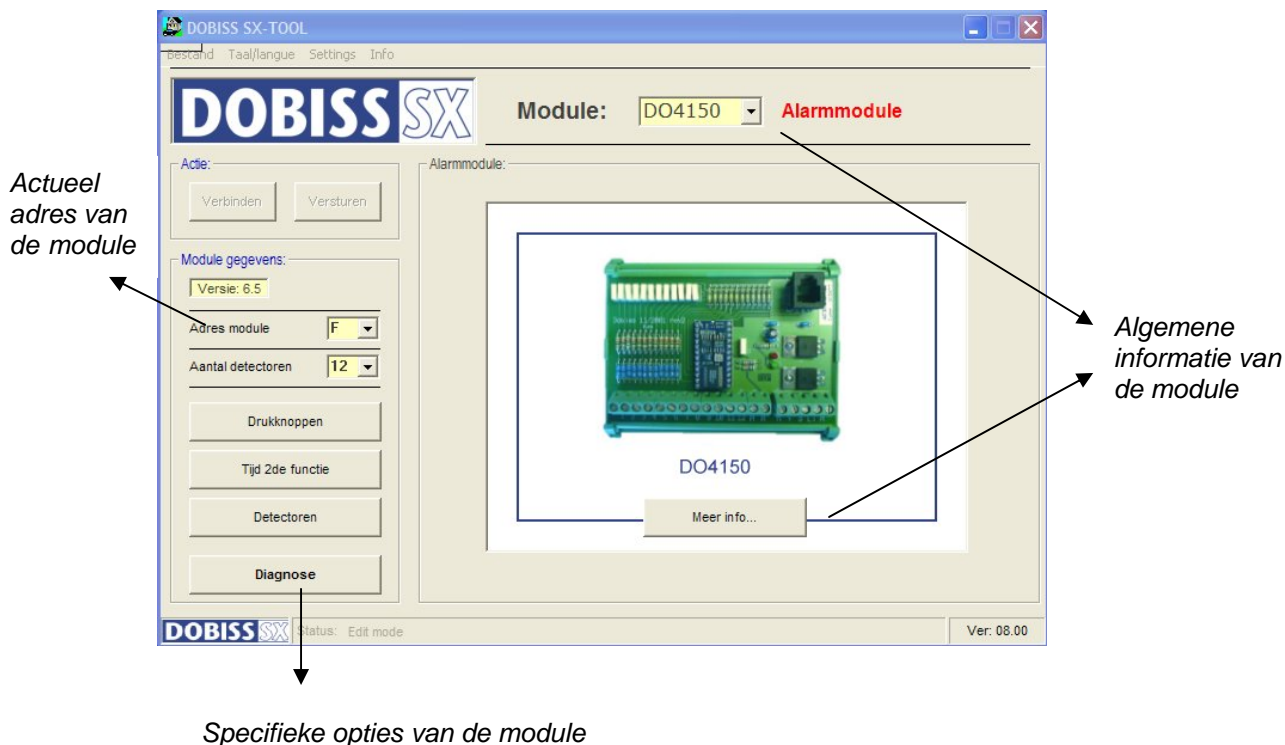 DOBISS SX-TOOL
Bestand Taal/langue Settings Info
DOBISS SX
Module: DO4150 Alarmmodule
Actie:
Verbinden Versturen
Module gegevens:
Versie: 6.5
Adres module F
Aantal detectoren 12
Drukknoppen
Tijd 2de functie
Detectoren
Diagnose
Alarmmodule:
DO4150
Meer info...
DOBISS SX Status: Edit mode Ver: 08.00
Actueel
adres van
de module
Algemene
informatie van
de module
Specifieke opties van de module